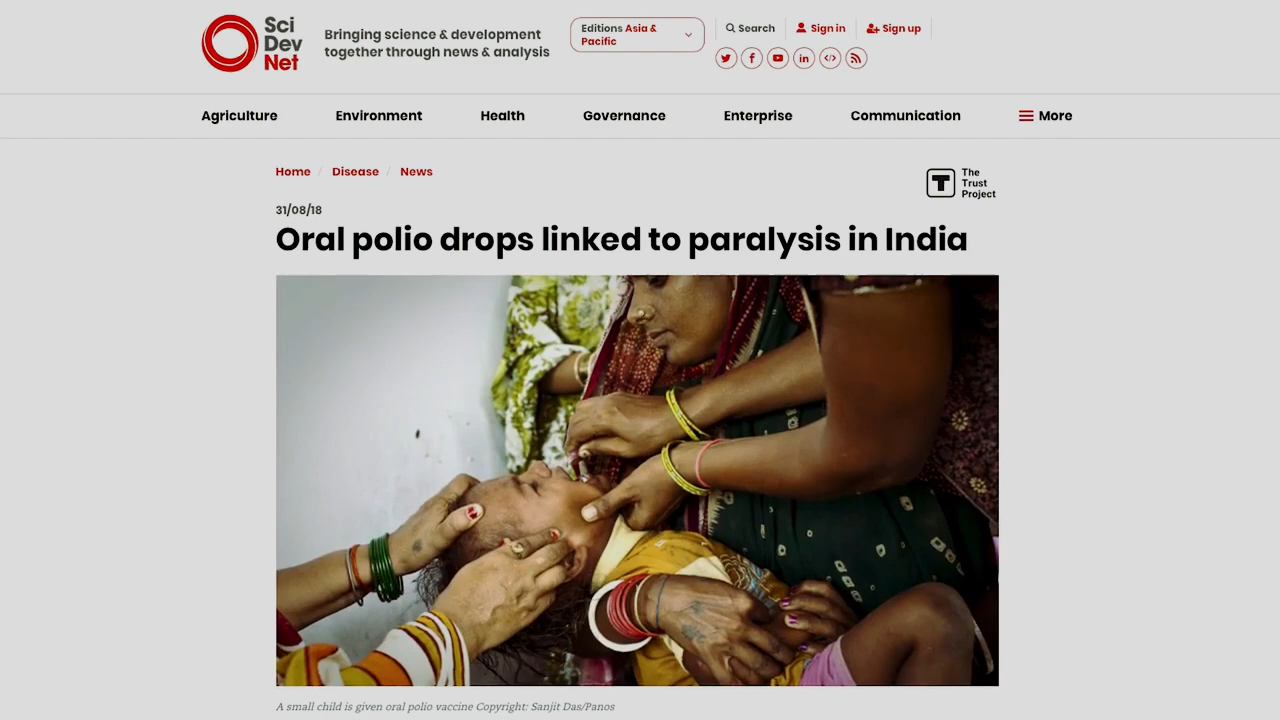 Sci
Dev
Net
Bringing science & development
together through news & analysis
Editions Asia &
Pacific
Search
Sign in
Sign up
Agriculture
Environment
Health
Governance
Enterprise
Communication
More
Home / Disease / News
The
Trust
Project
31/08/18
Oral polio drops linked to paralysis in India
A small child is given oral polio vaccine Copyright: Sanjit Das/Panos